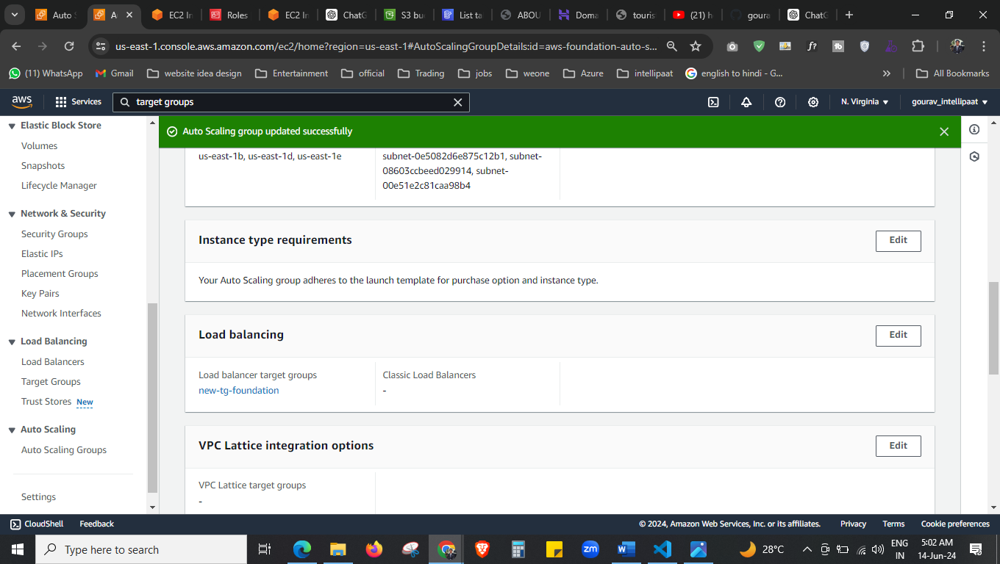 Auto S
A
EC2 In
Roles
EC2 In
ChatG
S3 bu
List ta
ABOU
Doma
touris
(21) h
goura
ChatG
us-east-1.console.aws.amazon.com/ec2/home?region=us-east-1#AutoScalingGroupDetails:id=aws-foundation-auto-s...
(11) WhatsApp
Gmail
website idea design
Entertainment
official
Trading
jobs
weone
Azure
intellipaat
english to hindi - G...
All Bookmarks
aws
Services
target groups
N. Virginia
gourav_intellipaat
Elastic Block Store
Volumes
Snapshots
Lifecycle Manager
Network & Security
Security Groups
Elastic IPs
Placement Groups
Key Pairs
Network Interfaces
Load Balancing
Load Balancers
Target Groups
Trust Stores New
Auto Scaling
Auto Scaling Groups
Settings
Auto Scaling group updated successfully
us-east-1b, us-east-1d, us-east-1e
subnet-0e5082d6e875c12b1, subnet-
08603ccbeed029914, subnet-
00e51e2c81caa98b4
Instance type requirements
Edit
Your Auto Scaling group adheres to the launch template for purchase option and instance type.
Load balancing
Edit
Load balancer target groups
new-tg-foundation
Classic Load Balancers
-
VPC Lattice integration options
Edit
VPC Lattice target groups
-
CloudShell
Feedback
© 2024, Amazon Web Services, Inc. or its affiliates.
Privacy
Terms
Cookie preferences
Type here to search
zm
28°C
ENG
IN
5:02 AM
14-Jun-24